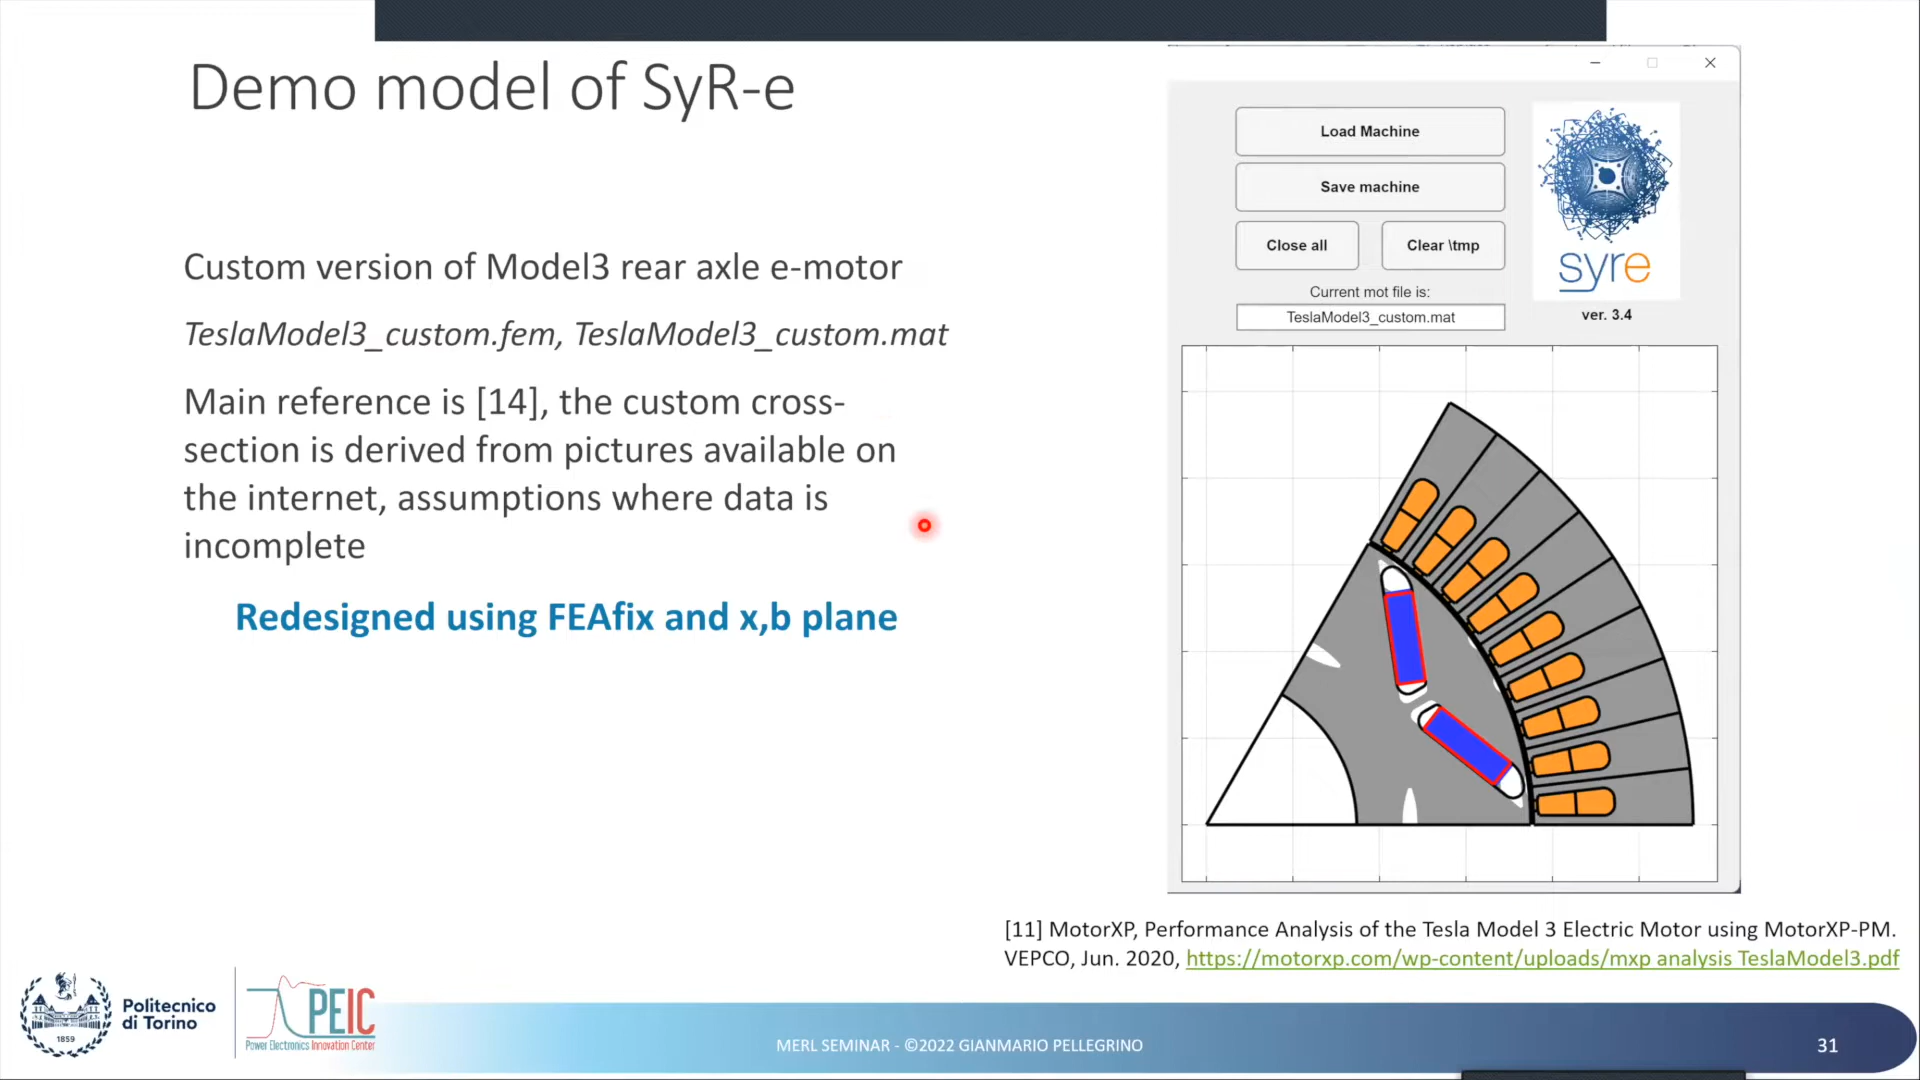 Demo model of SyR-e
Custom version of Model3 rear axle e-motor
TeslaModel3_custom.fem, TeslaModel3_custom.mat
Main reference is [14], the custom cross-
section is derived from pictures available on
the internet, assumptions where data is
incomplete
Redesigned using FEAfix and x,b plane
Load Machine
Save machine
Close all
Clear \tmp
Current mot file is:
TeslaModel3_custom.mat
syre
ver. 3.4
[11] MotorXP, Performance Analysis of the Tesla Model 3 Electric Motor using MotorXP-PM.
VEPCO, Jun. 2020, https://motorxp.com/wp-content/uploads/mxp analysis TeslaModel3.pdf
Politecnico
di Torino
1859
PEIC
Power Electronics Innovation Center
MERL SEMINAR - ©2022 GIANMARIO PELLEGRINO
31